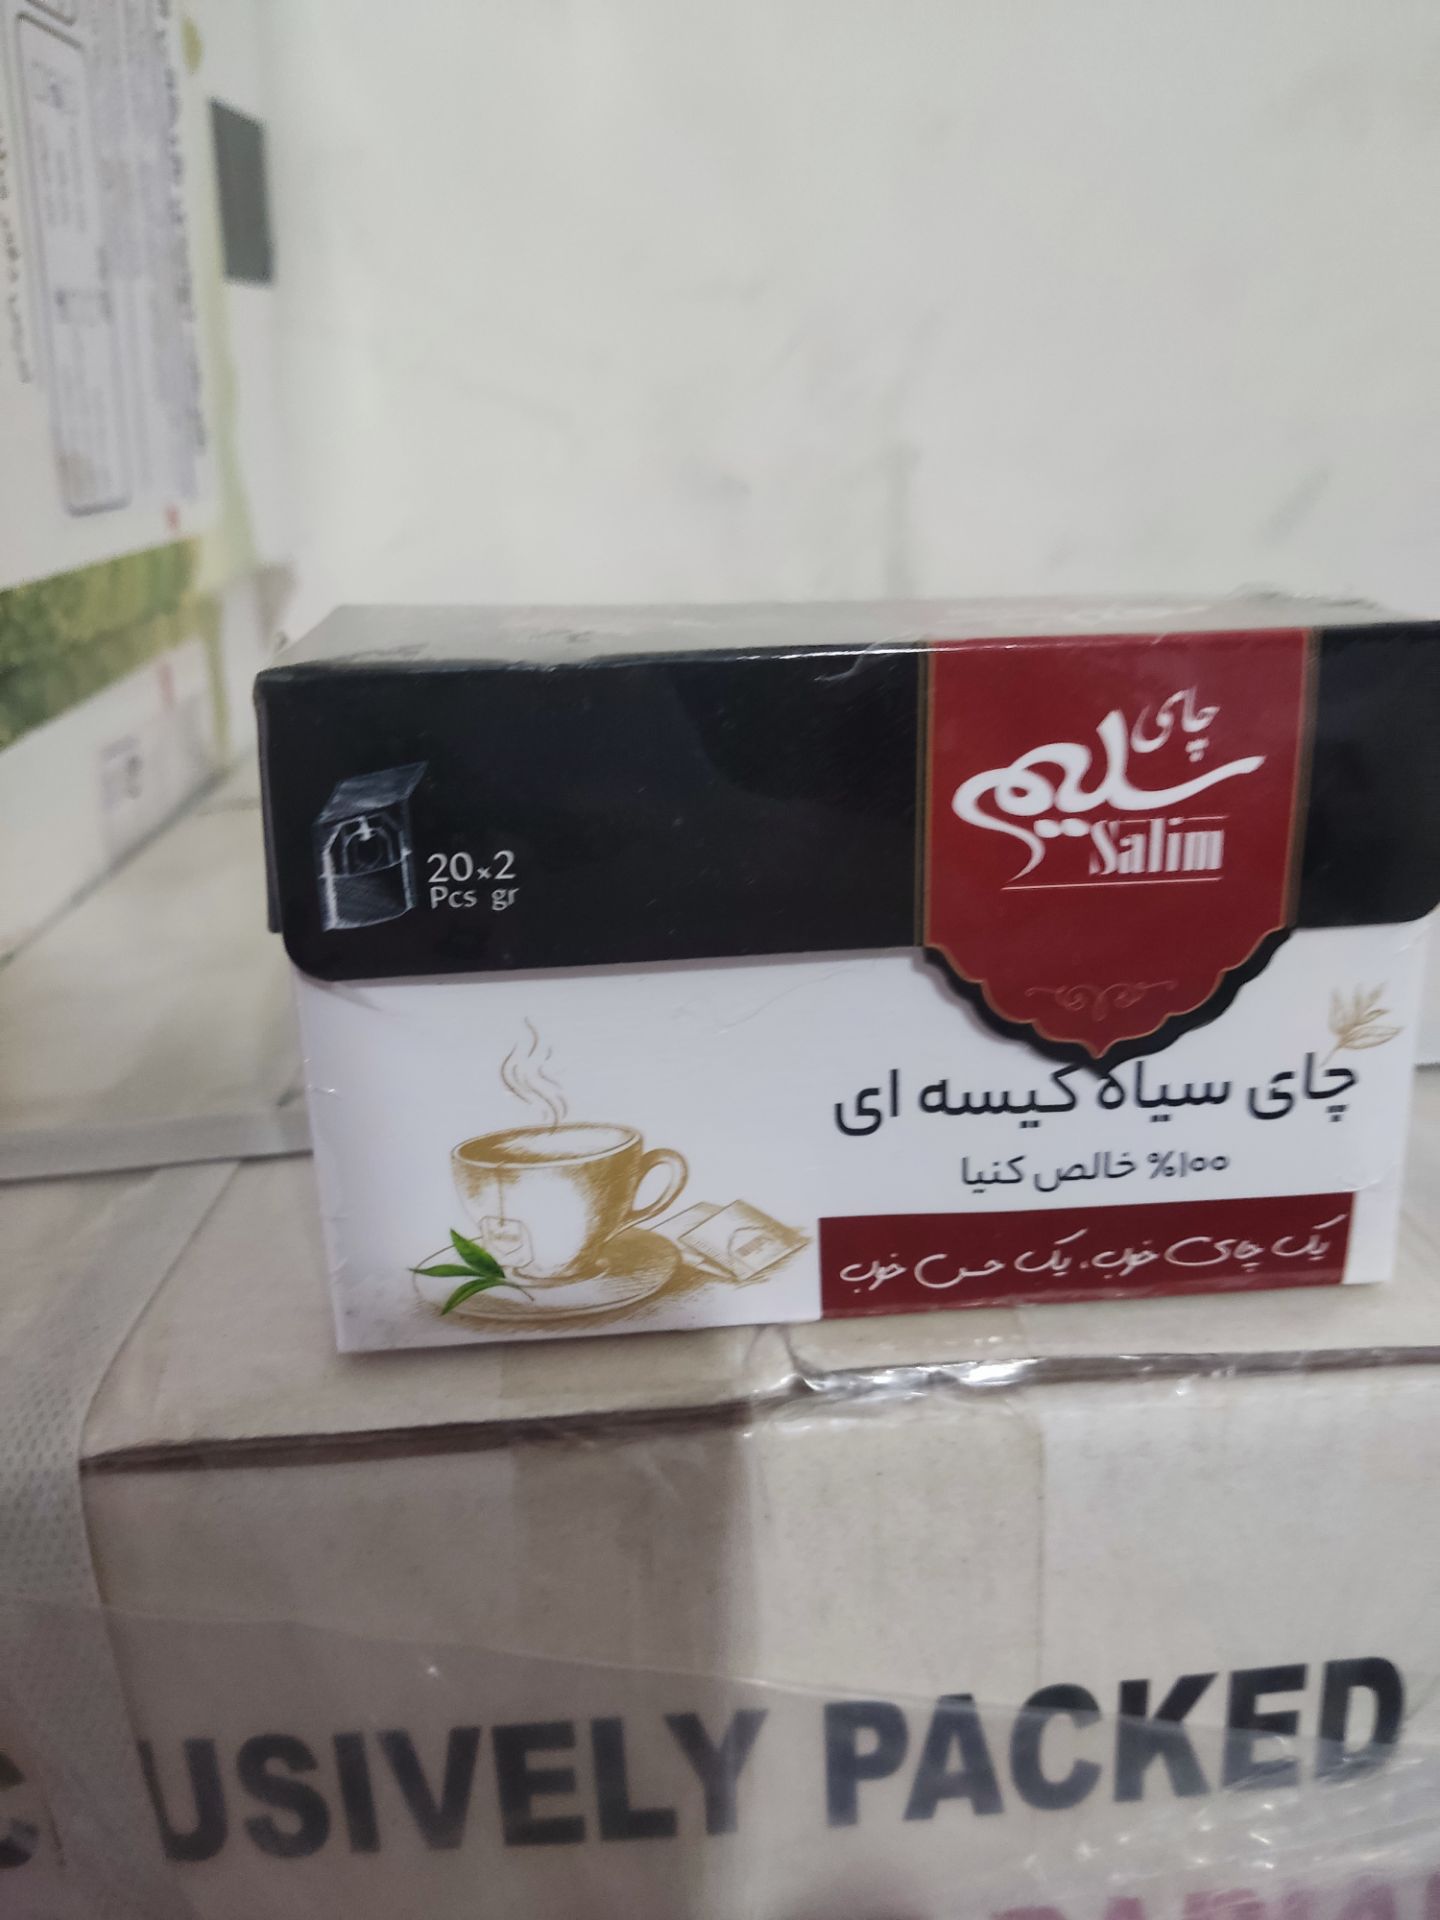 چای
سلیم
Salim
20×2
Pcs gr
چای سیاه کیسه ای
%۱۰۰ خالص کنیا
یک چای خوب، یک حس خوب
USIVELY PACKED